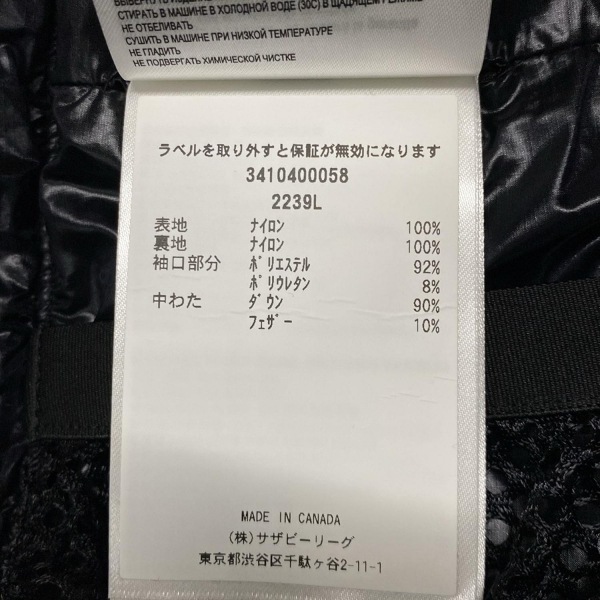 СТИРАТЬ В МАШИНЕ В ХОЛОДНОЙ ВОДЕ (30C) В ЩАДЯЩЕМ РЕЖИМЕ
НЕ ОТБЕЛИВАТЬ
СУШИТЬ В МАШИНЕ ПРИ НИЗКОЙ ТЕМПЕРАТУРЕ
НЕ ГЛАДИТЬ
НЕ ПОДВЕРГАТЬ ХИМИЧЕСКОЙ ЧИСТКЕ
ラベルを取り外すと保証が無効になります
3410400058
2239L
表地 ﾅｲﾛﾝ 100%
裏地 ﾅｲﾛﾝ 100%
袖口部分 ﾎﾟﾘｴｽﾃﾙ 92%
ﾎﾟﾘｳﾚﾀﾝ 8%
中わた ﾀﾞｳﾝ 90%
ﾌｪｻﾞｰ 10%
MADE IN CANADA
(株)サザビーリーグ
東京都渋谷区千駄ヶ谷2-11-1